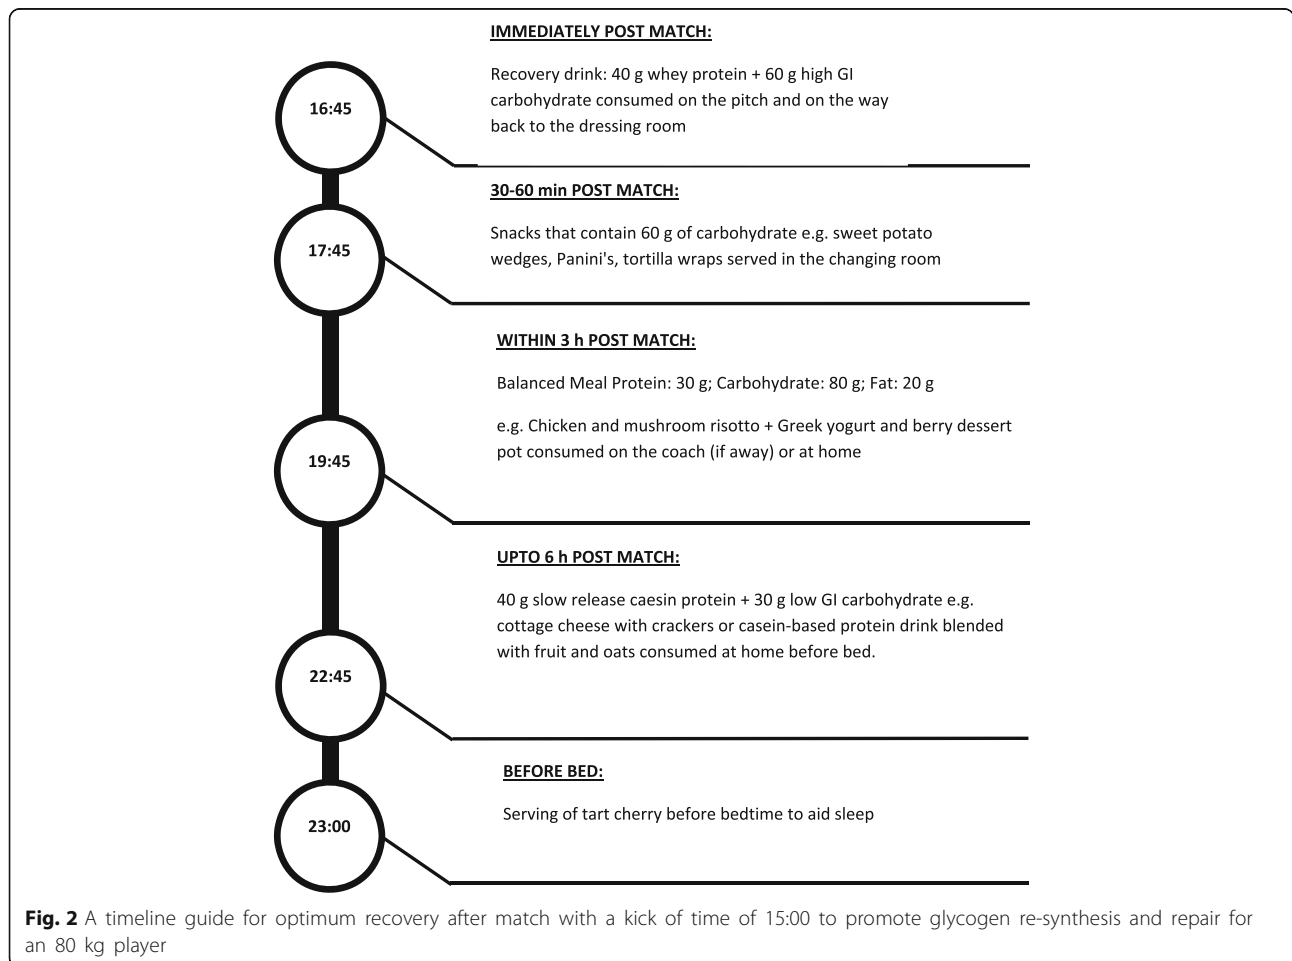 IMMEDIATELY POST MATCH:
Recovery drink: 40 g whey protein + 60 g high GI
carbohydrate consumed on the pitch and on the way
back to the dressing room
16:45
30-60 min POST MATCH:
Snacks that contain 60 g of carbohydrate e.g. sweet potato
wedges, Panini's, tortilla wraps served in the changing room
17:45
WITHIN 3 h POST MATCH:
Balanced Meal Protein: 30 g; Carbohydrate: 80 g; Fat: 20 g
e.g. Chicken and mushroom risotto + Greek yogurt and berry dessert
pot consumed on the coach (if away) or at home
19:45
UPTO 6 h POST MATCH:
40 g slow release caesin protein + 30 g low GI carbohydrate e.g.
cottage cheese with crackers or casein-based protein drink blended
with fruit and oats consumed at home before bed.
22:45
BEFORE BED:
Serving of tart cherry before bedtime to aid sleep
23:00
Fig. 2 A timeline guide for optimum recovery after match with a kick of time of 15:00 to promote glycogen re-synthesis and repair for
an 80 kg player